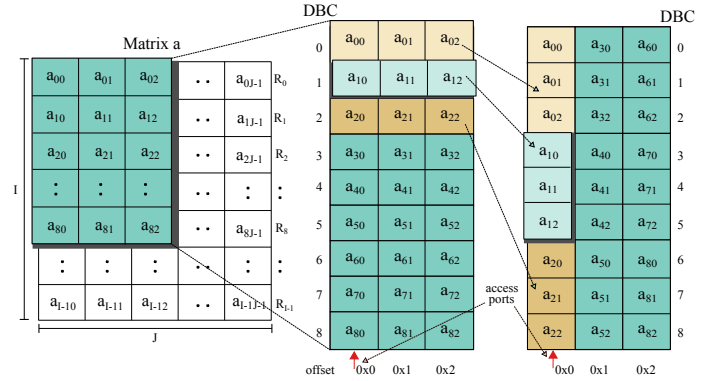 DBC
DBC
Matrix a
a00 a01 a02 .. a0J-1 R0
a10 a11 a12 .. a1J-1 R1
a20 a21 a22 .. a2J-1 R2
: : : .. : :
a80 a81 a82 .. a8J-1 R8
: : : .. : :
aI-10 aI-11 aI-12 .. aI-1J-1 RI-1
I
J
0 a00 a01 a02
1 a10 a11 a12
2 a20 a21 a22
3 a30 a31 a32
4 a40 a41 a42
5 a50 a51 a52
6 a60 a61 a62
7 a70 a71 a72
8 a80 a81 a82
offset 0x0 0x1 0x2
access
ports
a00 a30 a60 0
a01 a31 a61 1
a02 a32 a62 2
a10 a40 a70 3
a11 a41 a71 4
a12 a42 a72 5
a20 a50 a80 6
a21 a51 a81 7
a22 a52 a82 8
0x0 0x1 0x2